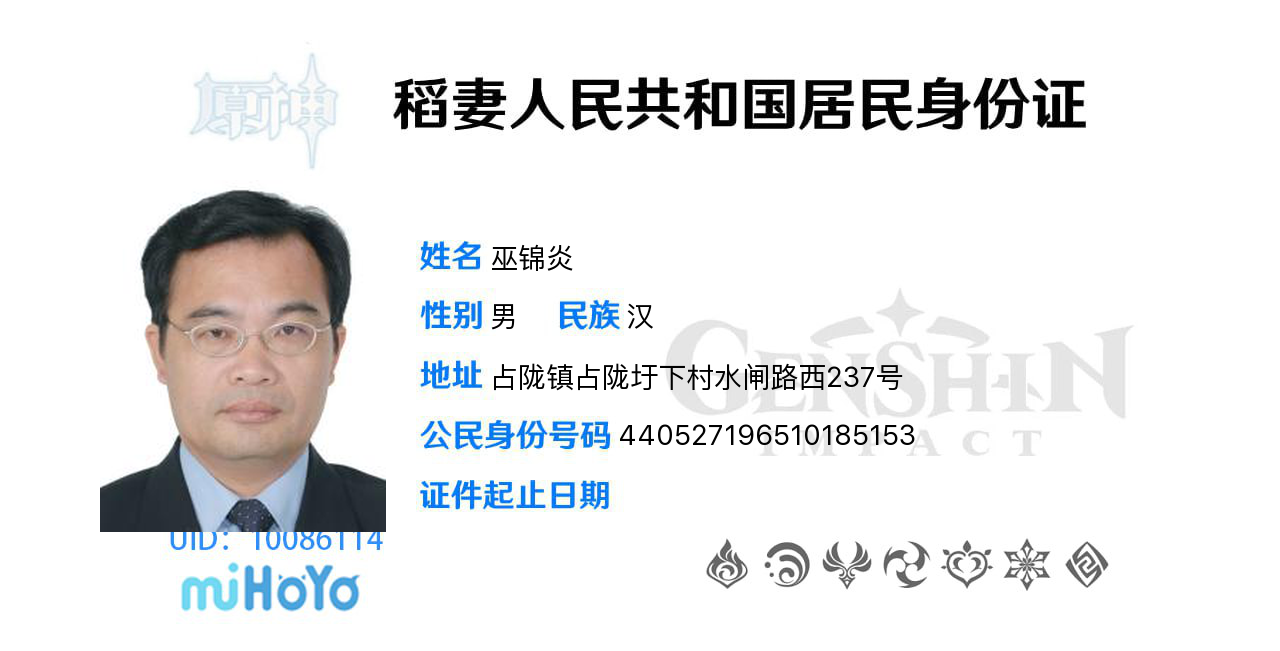 原神
稻妻人民共和国居民身份证
姓名 巫锦炎
性别 男 民族 汉
地址 占陇镇占陇圩下村水闸路西237号
公民身份号码 440527196510185153
证件起止日期
GENSHIN
IMPACT
UID：10086114
miHoYo